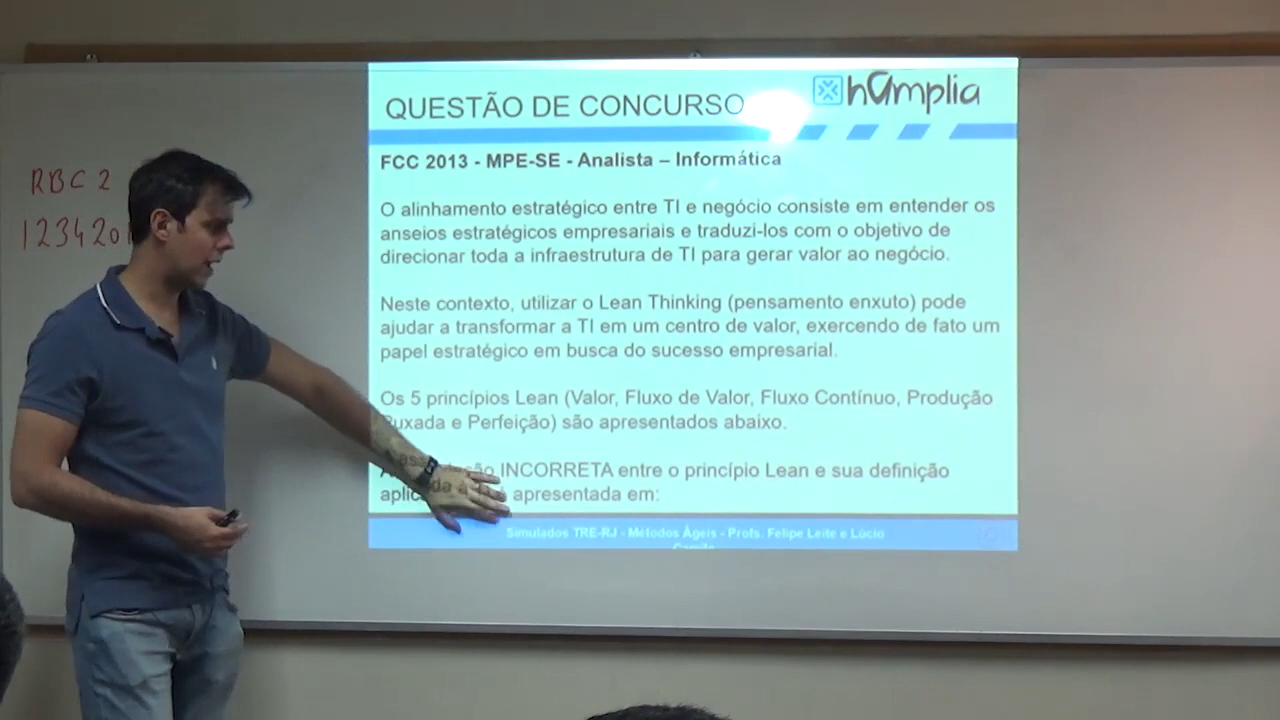 QUESTÃO DE CONCURSO
hamplia
FCC 2013 - MPE-SE - Analista – Informática
RBC 2
123420
O alinhamento estratégico entre TI e negócio consiste em entender os
anseios estratégicos empresariais e traduzi-los com o objetivo de
direcionar toda a infraestrutura de TI para gerar valor ao negócio.
Neste contexto, utilizar o Lean Thinking (pensamento enxuto) pode
ajudar a transformar a TI em um centro de valor, exercendo de fato um
papel estratégico em busca do sucesso empresarial.
Os 5 princípios Lean (Valor, Fluxo de Valor, Fluxo Contínuo, Produção
Puxada e Perfeição) são apresentados abaixo.
INCORRETA entre o princípio Lean e sua definição
apresentada em:
Simulados TRE-RJ - Métodos Àgeis - Profs. Felipe Leite e Lúcio
Camilo